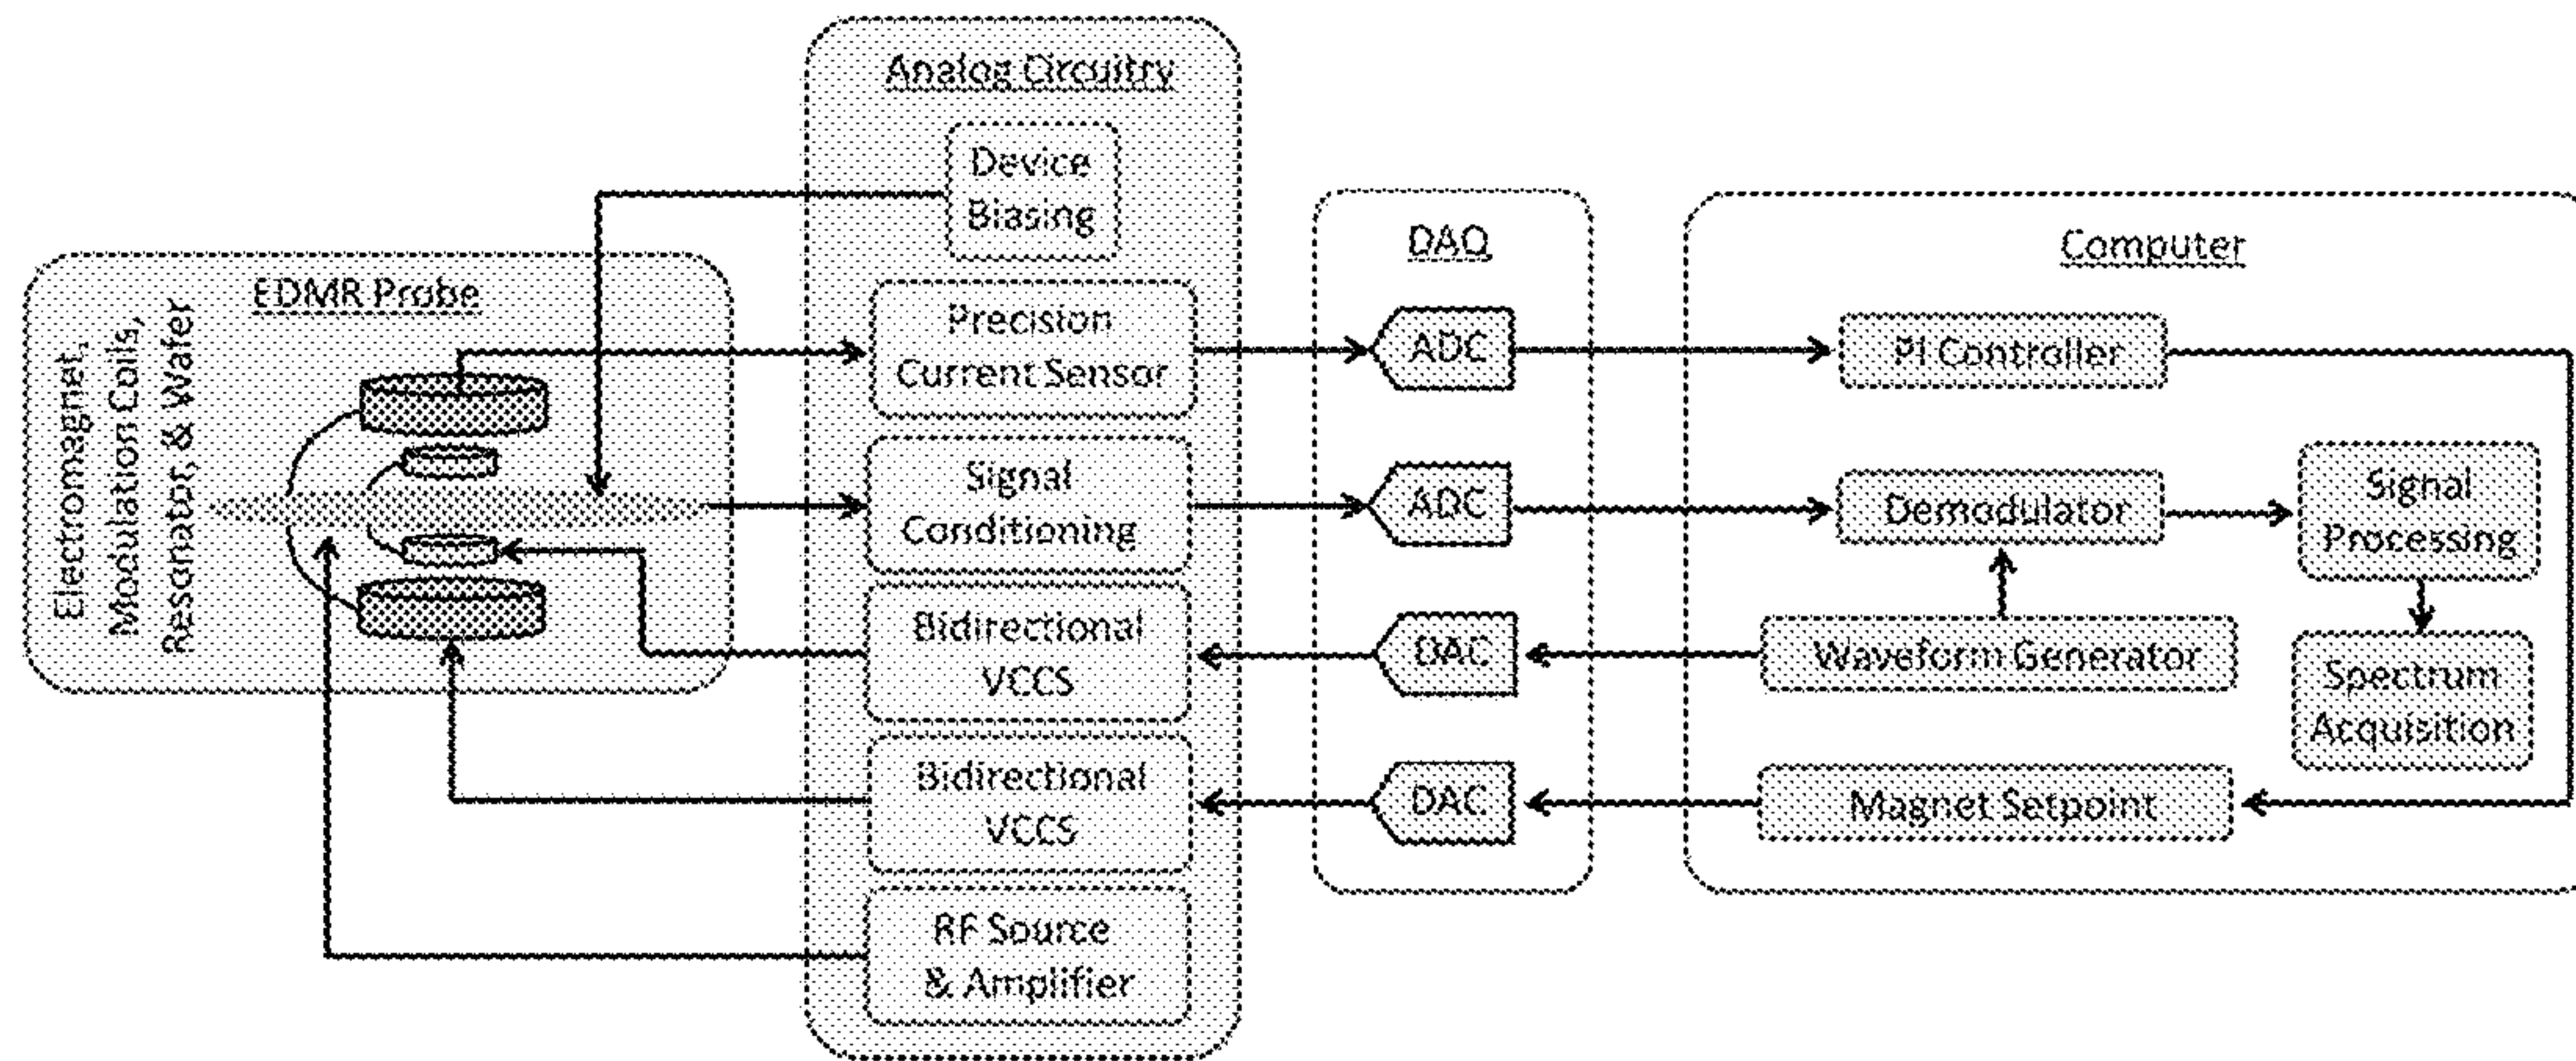 Analog Circuitry
Device
Biasing
EDMR Probe
Electromagnet,
Modulation Coils,
Resonator, & Wafer
Precision
Current Sensor
Signal
Conditioning
Bidirectional
VCCS
Bidirectional
VCCS
RF Source
& Amplifier
DAQ
ADC
ADC
DAC
DAC
Computer
PI Controller
Demodulator
Signal
Processing
Waveform Generator
Spectrum
Acquisition
Magnet Setpoint